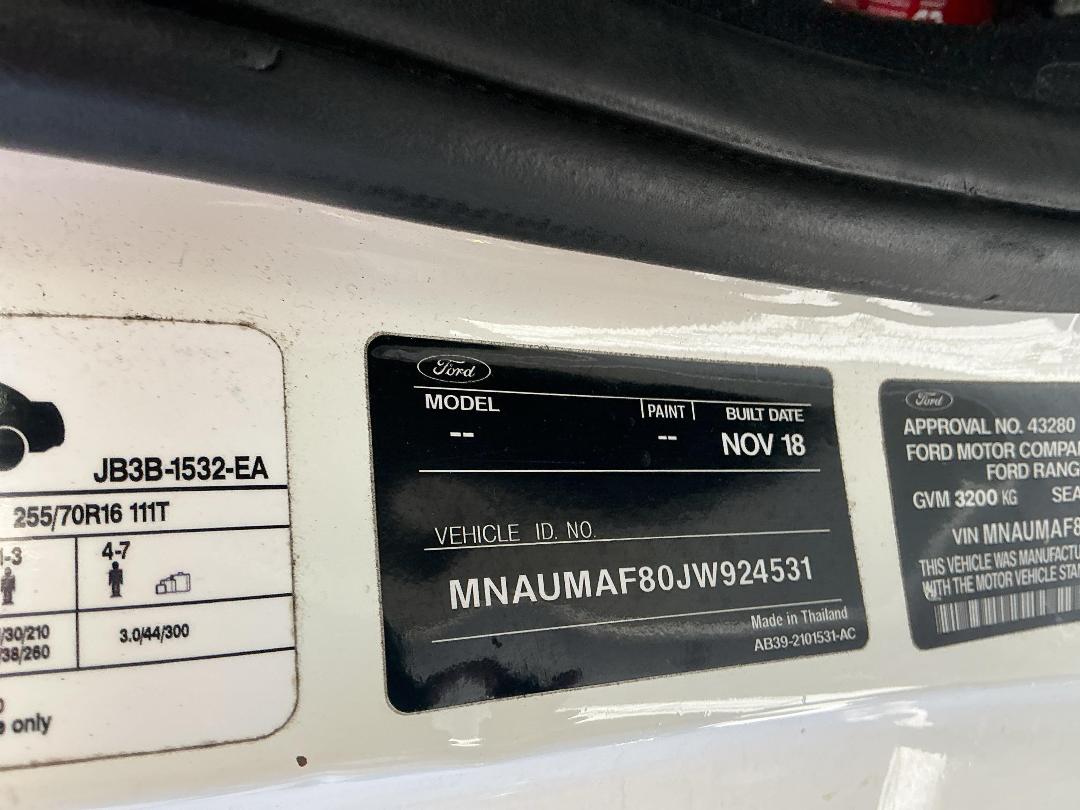 JB3B-1532-EA
255/70R16 111T
1-3
4-7
/30/210
/38/260
3.0/44/300
only
Ford
MODEL
PAINT
BUILT DATE
--
--
NOV 18
VEHICLE ID. NO.
MNAUMAF80JW924531
Made in Thailand
AB39-2101531-AC
Ford
APPROVAL NO. 43280
FORD MOTOR COMPA
FORD RANG
GVM 3200 KG SEA
VIN MNAUMAF8
THIS VEHICLE WAS MANUFACTU
WITH THE MOTOR VEHICLE STAN